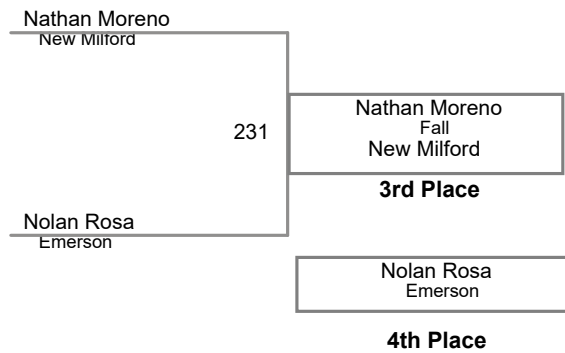 Nathan Moreno
New Milford
231
Nathan Moreno
Fall
New Milford
3rd Place
Nolan Rosa
Emerson
Nolan Rosa
Emerson
4th Place